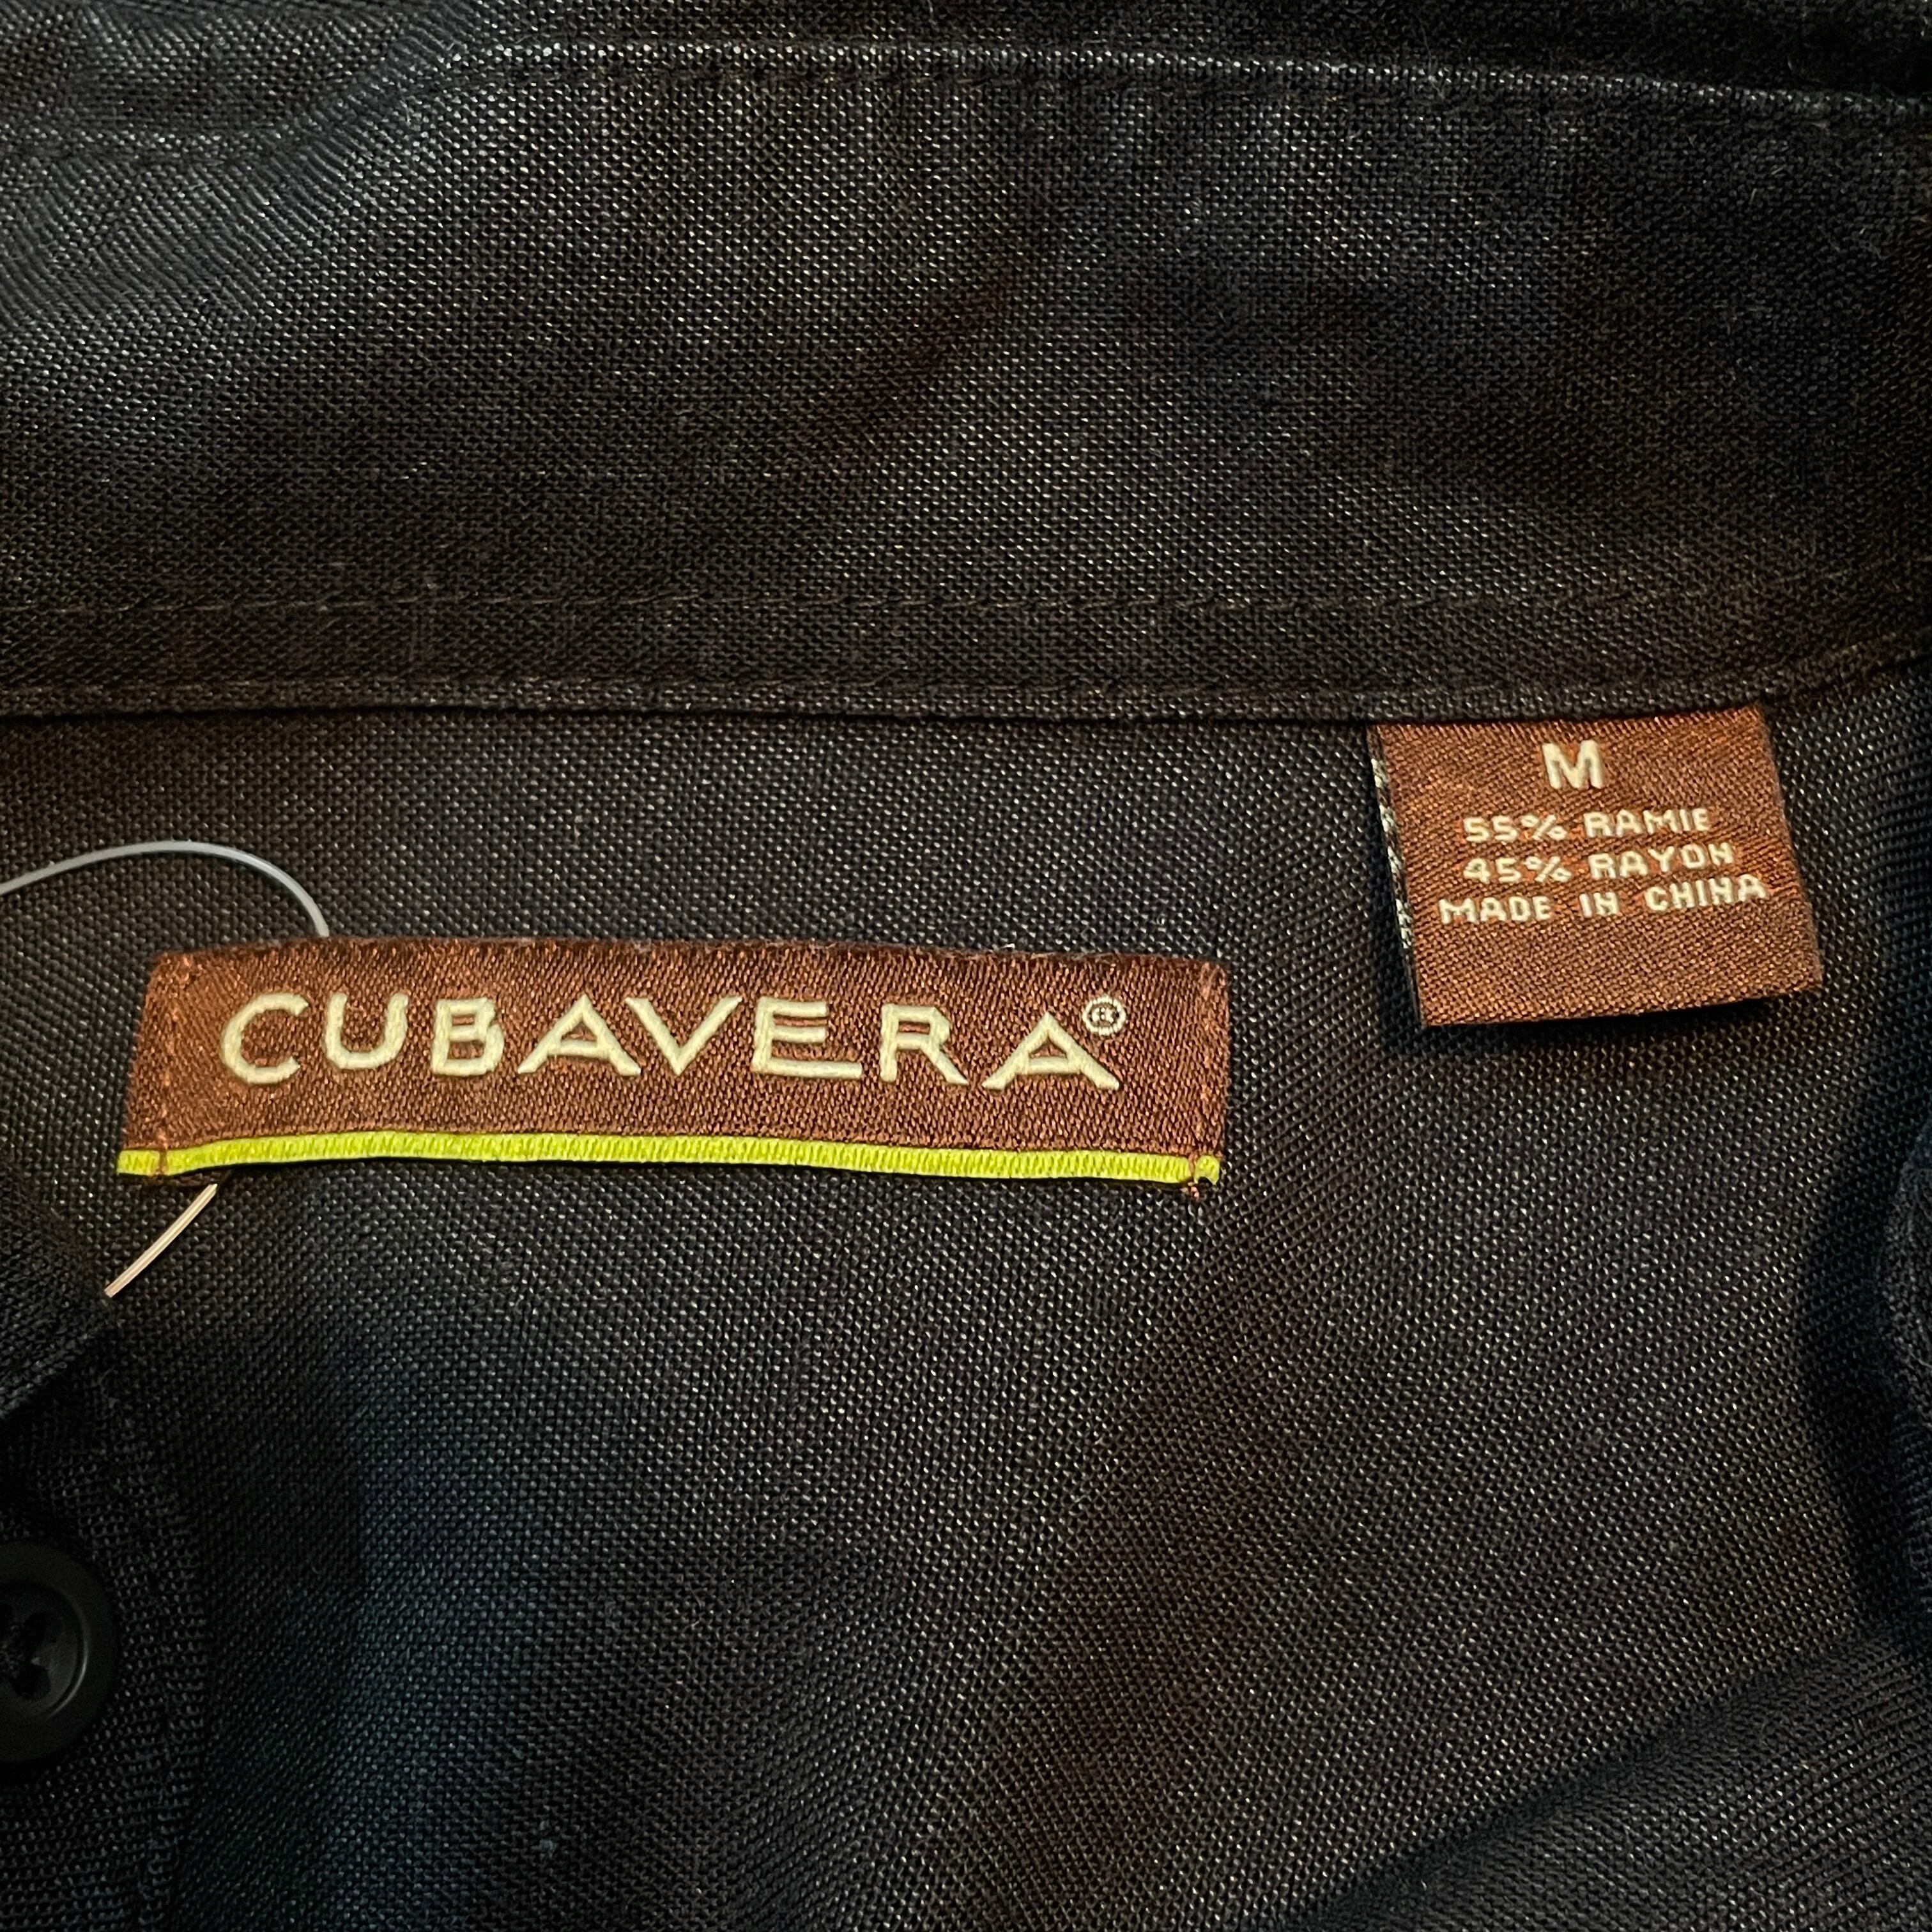 M
55% RAMIE
45% RAYON
MADE IN CHINA
CUBAVERA®